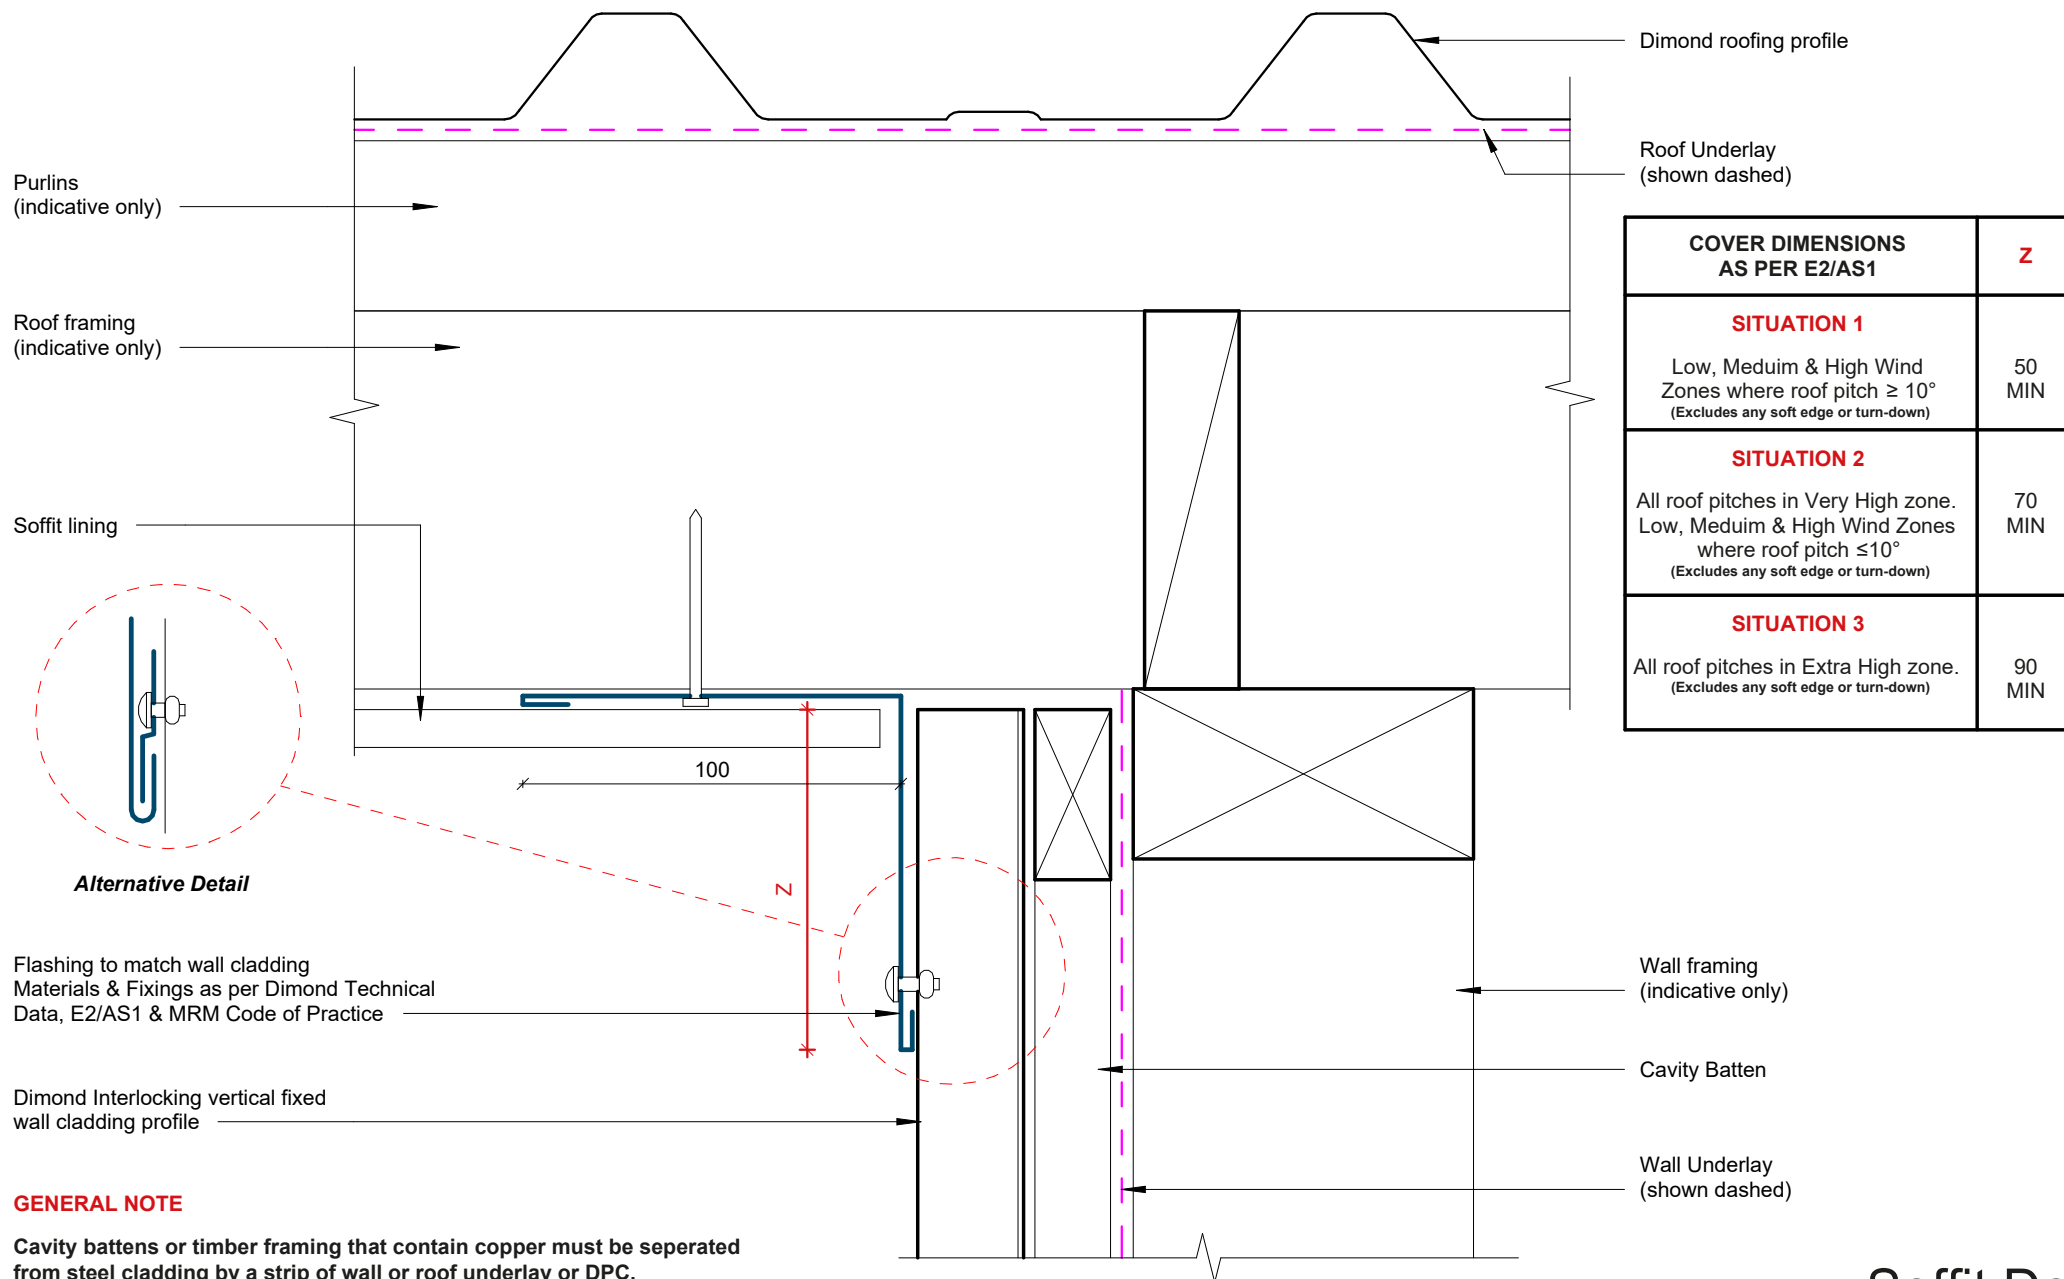 Dimond roofing profile
Roof Underlay
(shown dashed)
Purlins
(indicative only)
Roof framing
(indicative only)
Soffit lining
COVER DIMENSIONS
AS PER E2/AS1
Z
SITUATION 1
Low, Meduim & High Wind
Zones where roof pitch ≥ 10°
(Excludes any soft edge or turn-down)
50
MIN
SITUATION 2
All roof pitches in Very High zone.
Low, Meduim & High Wind Zones
where roof pitch ≤10°
(Excludes any soft edge or turn-down)
70
MIN
SITUATION 3
All roof pitches in Extra High zone.
(Excludes any soft edge or turn-down)
90
MIN
100
Z
Alternative Detail
Flashing to match wall cladding
Materials & Fixings as per Dimond Technical
Data, E2/AS1 & MRM Code of Practice
Dimond Interlocking vertical fixed
wall cladding profile
Wall framing
(indicative only)
Cavity Batten
Wall Underlay
(shown dashed)
GENERAL NOTE
Cavity battens or timber framing that contain copper must be seperated
from steel cladding by a strip of wall or roof underlay or DPC.
Soffit